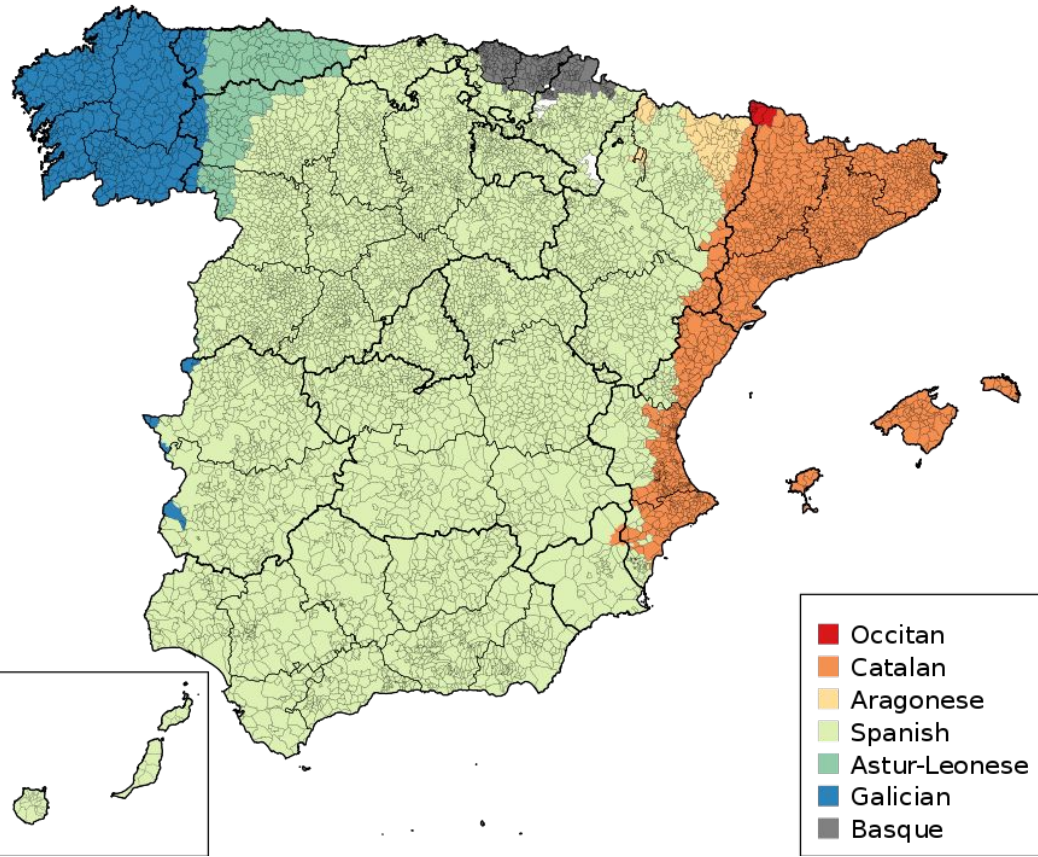 Occitan
Catalan
Aragonese
Spanish
Astur-Leonese
Galician
Basque